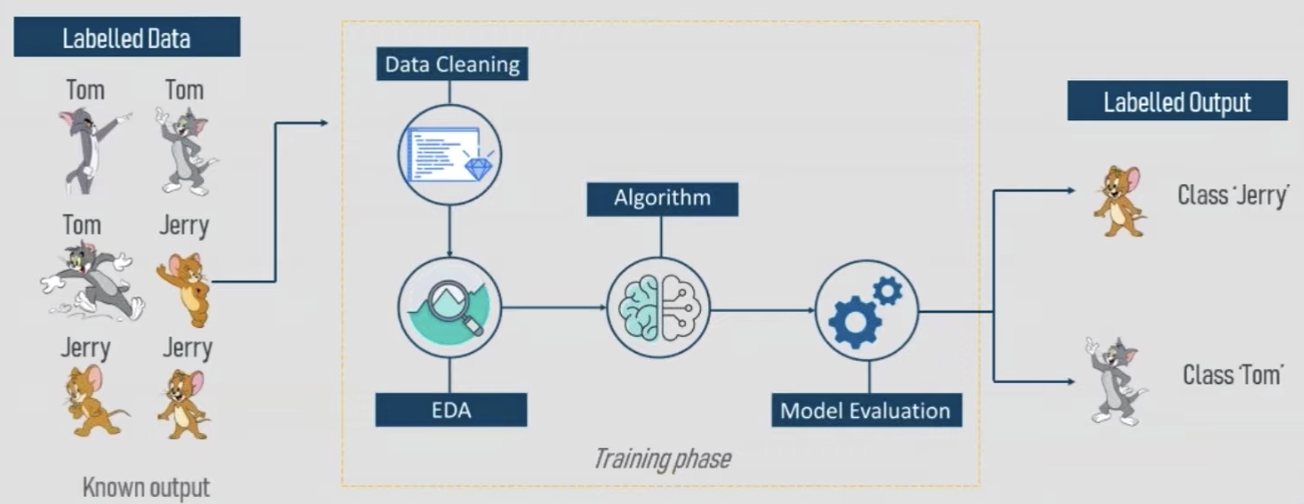 Labelled Data
Tom
Tom
Tom
Jerry
Jerry
Jerry
Known output
Data Cleaning
EDA
Algorithm
Model Evaluation
Training phase
Labelled Output
Class ‘Jerry’
Class ‘Tom’